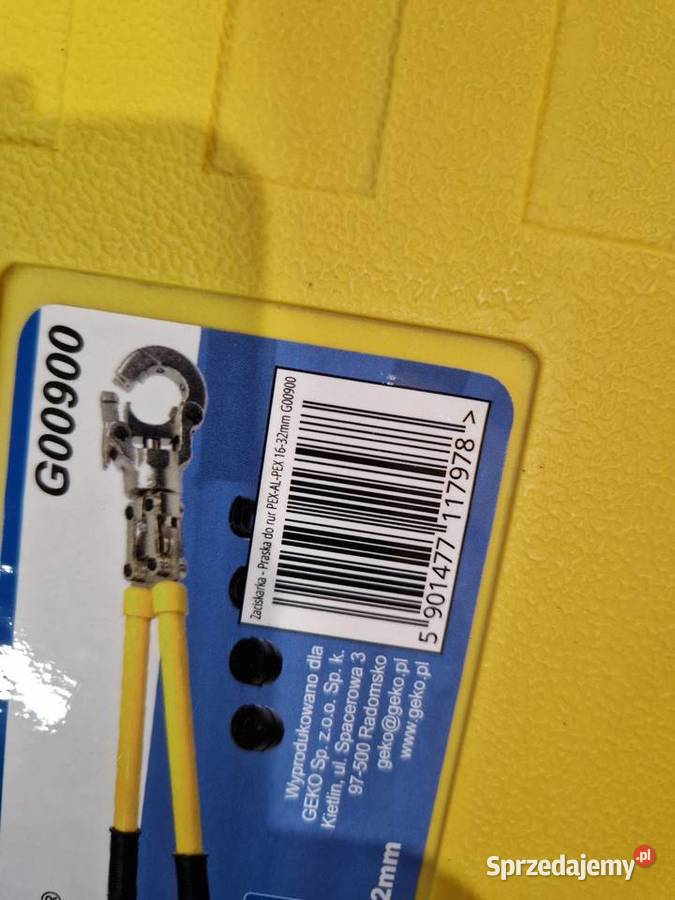 G00900
Zaciskarka - Praska do rur PEX-AL-PEX 16-32mm G00900
5 901477 117978 >
Wyprodukowano dla
GEKO Sp. z.o.o. Sp. k.
Kietlin, ul. Spacerowa 3
97-500 Radomsko
geko@geko.pl
www.geko.pl
2mm
®
Sprzedajemy.pl